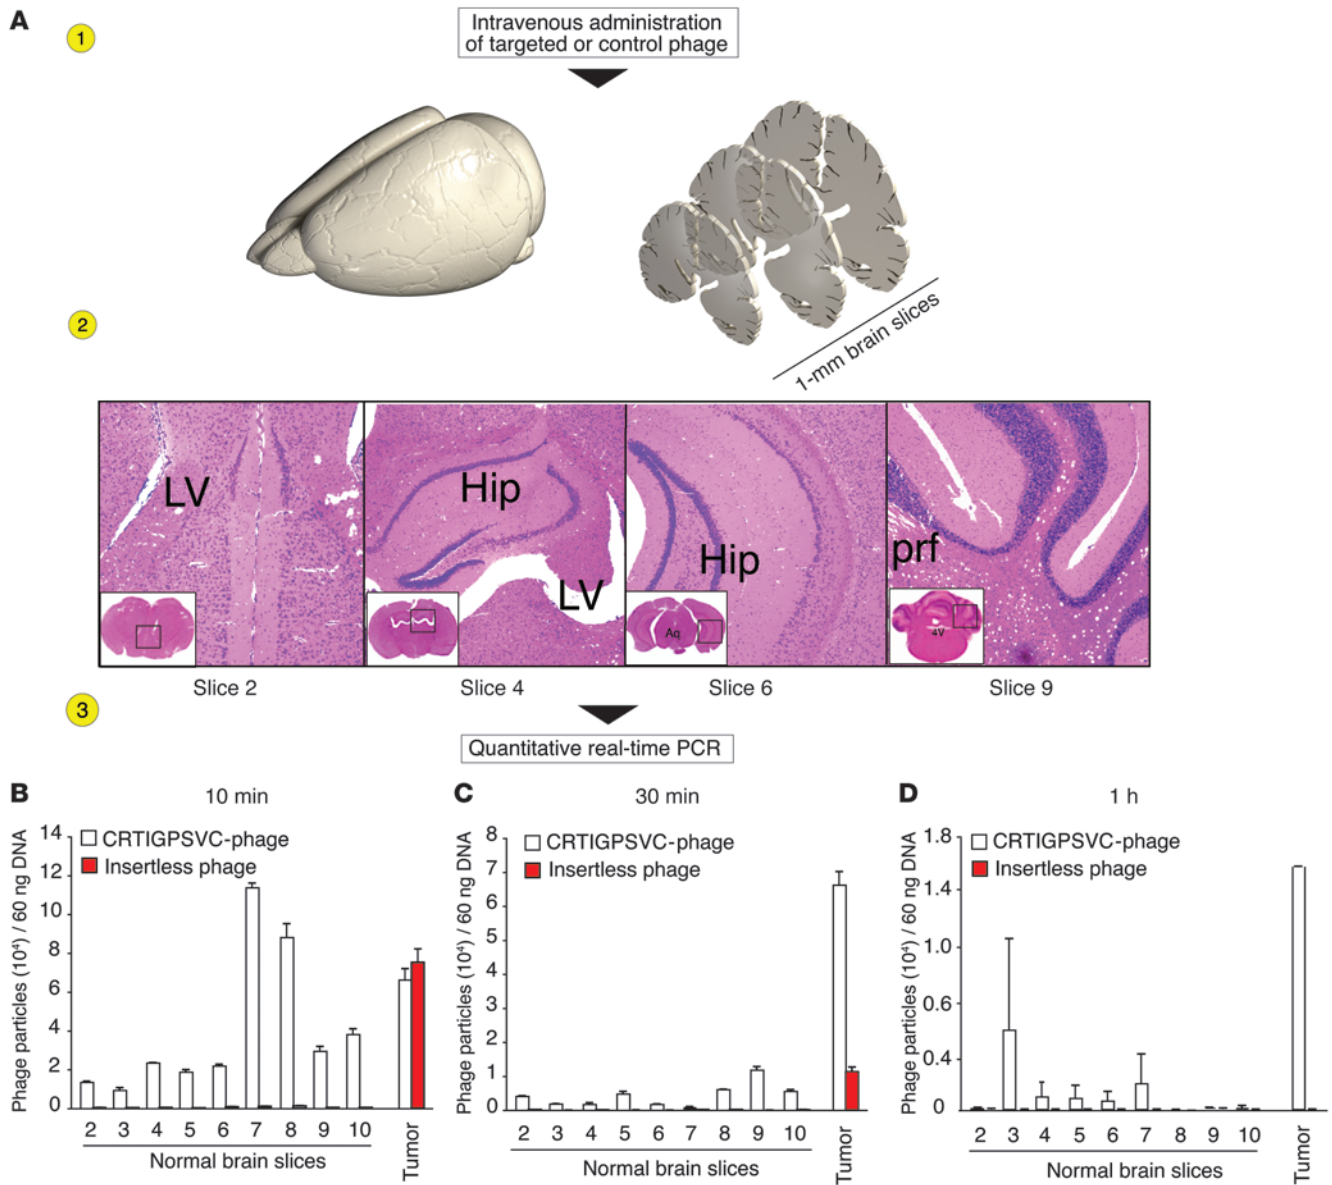 A
1
Intravenous administration
of targeted or control phage
2
1-mm brain slices
LV
Hip
LV
Hip
Aq
prf
4V
Slice 2
Slice 4
Slice 6
Slice 9
3
Quantitative real-time PCR
B
10 min
Phage particles (10⁴) / 60 ng DNA
14
12
10
8
6
4
2
0
CRTIGPSVC-phage
Insertless phage
2 3 4 5 6 7 8 9 10
Normal brain slices
Tumor
C
30 min
Phage particles (10⁴) / 60 ng DNA
8
7
6
5
4
3
2
1
0
CRTIGPSVC-phage
Insertless phage
2 3 4 5 6 7 8 9 10
Normal brain slices
Tumor
D
1 h
Phage particles (10⁴) / 60 ng DNA
1.8
1.4
1.0
0.6
0.4
0
CRTIGPSVC-phage
Insertless phage
2 3 4 5 6 7 8 9 10
Normal brain slices
Tumor